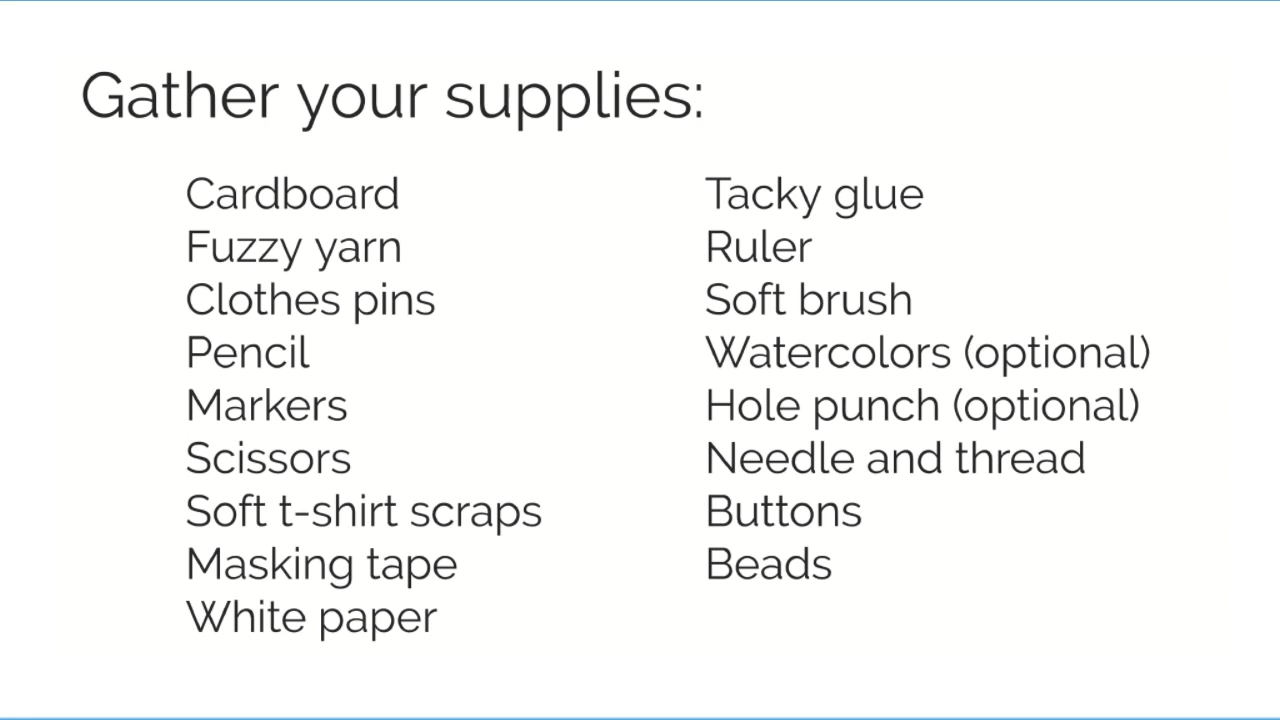 Gather your supplies:
Cardboard
Fuzzy yarn
Clothes pins
Pencil
Markers
Scissors
Soft t-shirt scraps
Masking tape
White paper
Tacky glue
Ruler
Soft brush
Watercolors (optional)
Hole punch (optional)
Needle and thread
Buttons
Beads